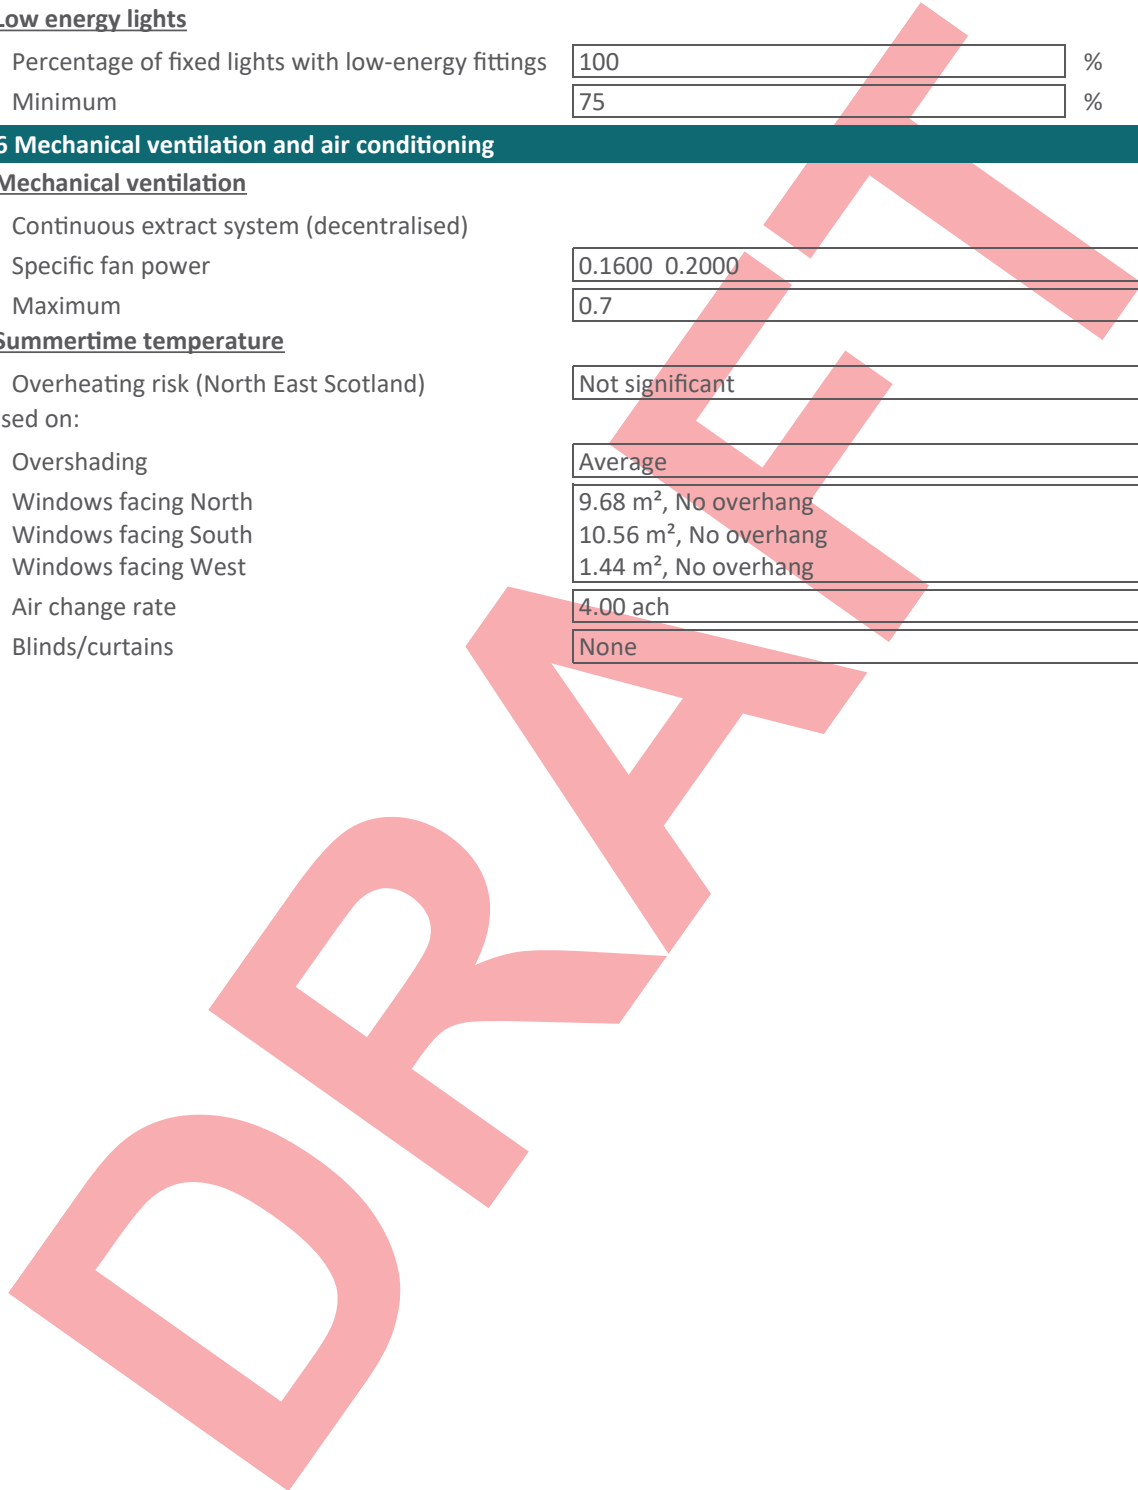 Low energy lights
Percentage of fixed lights with low-energy fittings 100 %
Minimum 75 %
6 Mechanical ventilation and air conditioning
Mechanical ventilation
Continuous extract system (decentralised)
Specific fan power 0.1600 0.2000
Maximum 0.7
Summertime temperature
Overheating risk (North East Scotland) Not significant
sed on:
Overshading Average
Windows facing North 9.68 m², No overhang
Windows facing South 10.56 m², No overhang
Windows facing West 1.44 m², No overhang
Air change rate 4.00 ach
Blinds/curtains None
DRAFT